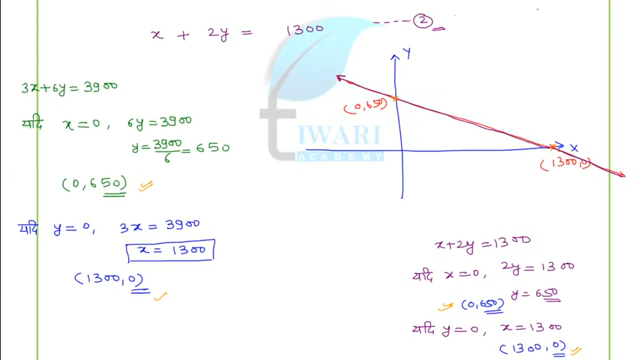 x + 2y = 1300 ---- ②
3x+6y = 3900
यदि x=0, 6y = 3900
y = 3900/6 = 650
(0, 650)
यदि y=0, 3x = 3900
x = 1300
(1300, 0)
Y
(0, 650)
X
(1300, 0)
TIWARI
ACADEMY
x+2y = 1300
यदि x=0, 2y = 1300
y = 650
(0, 650)
यदि y=0, x = 1300
(1300, 0)